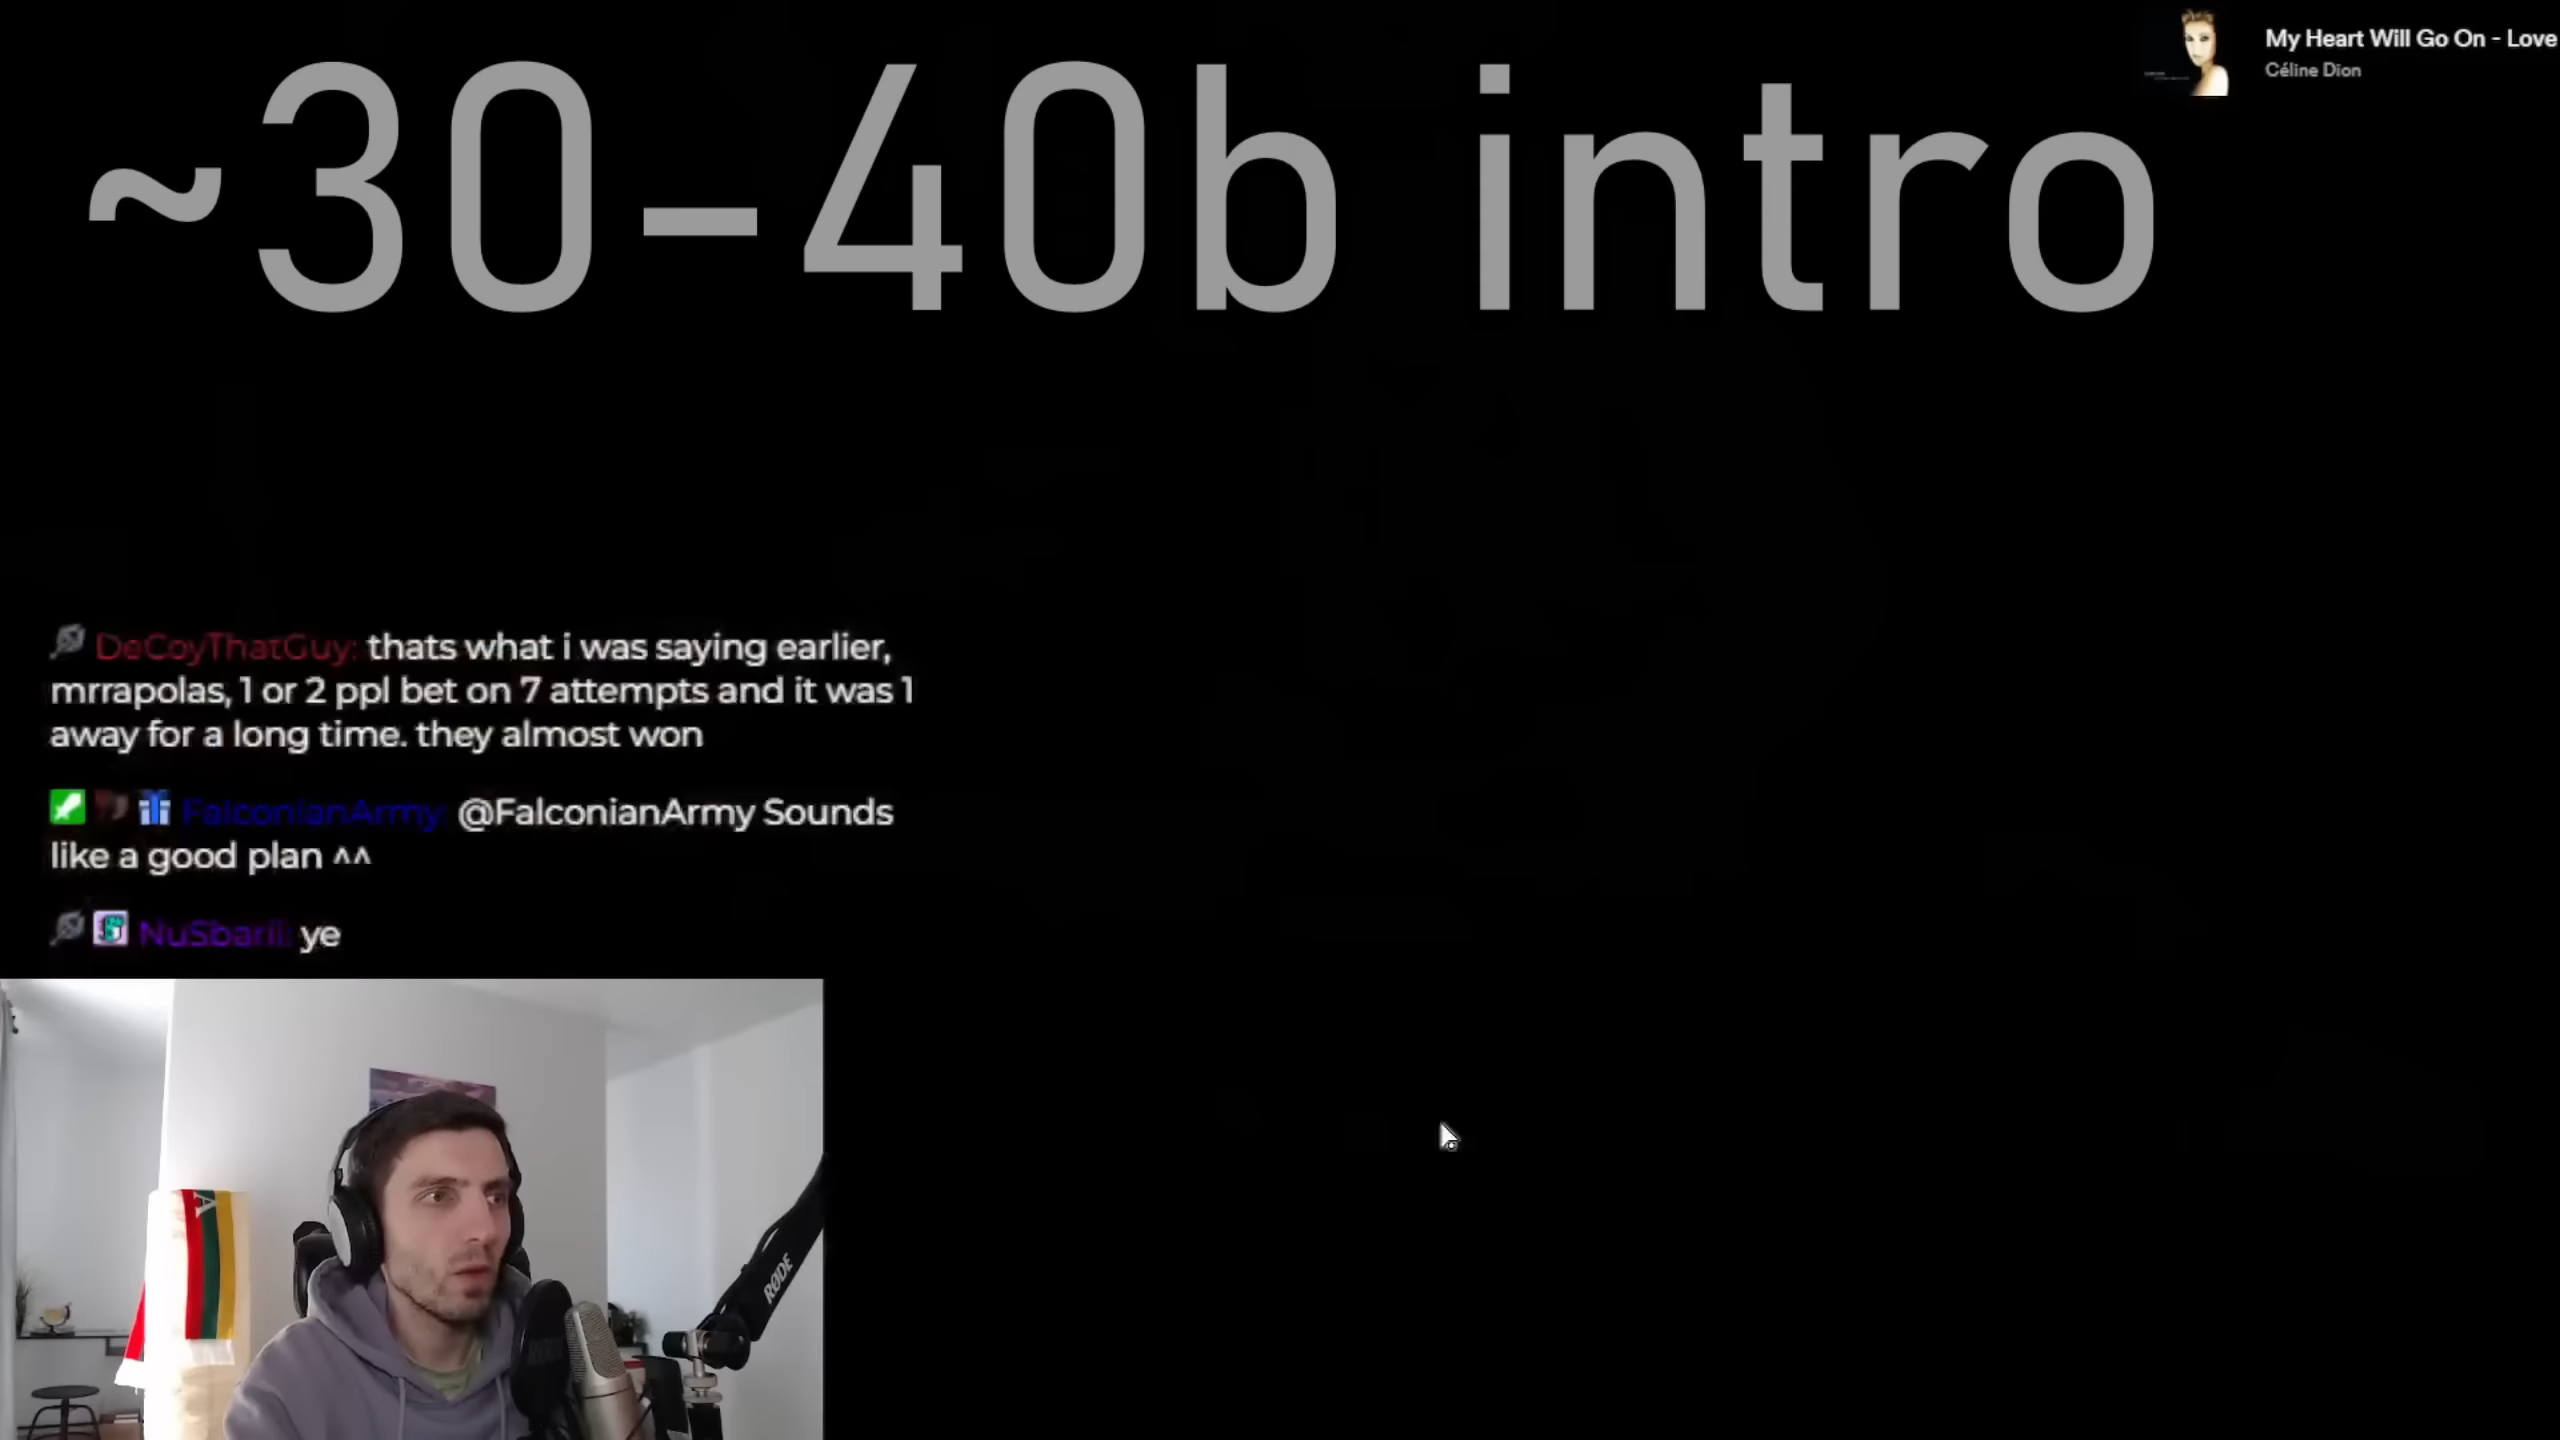 ~30-40b intro
My Heart Will Go On - Love
Céline Dion
DeCoyThatGuy: thats what i was saying earlier,
mrrapolas, 1 or 2 ppl bet on 7 attempts and it was 1
away for a long time. they almost won
FalconianArmy: @FalconianArmy Sounds
like a good plan ^^
NuSbarii: ye
A
RØDE